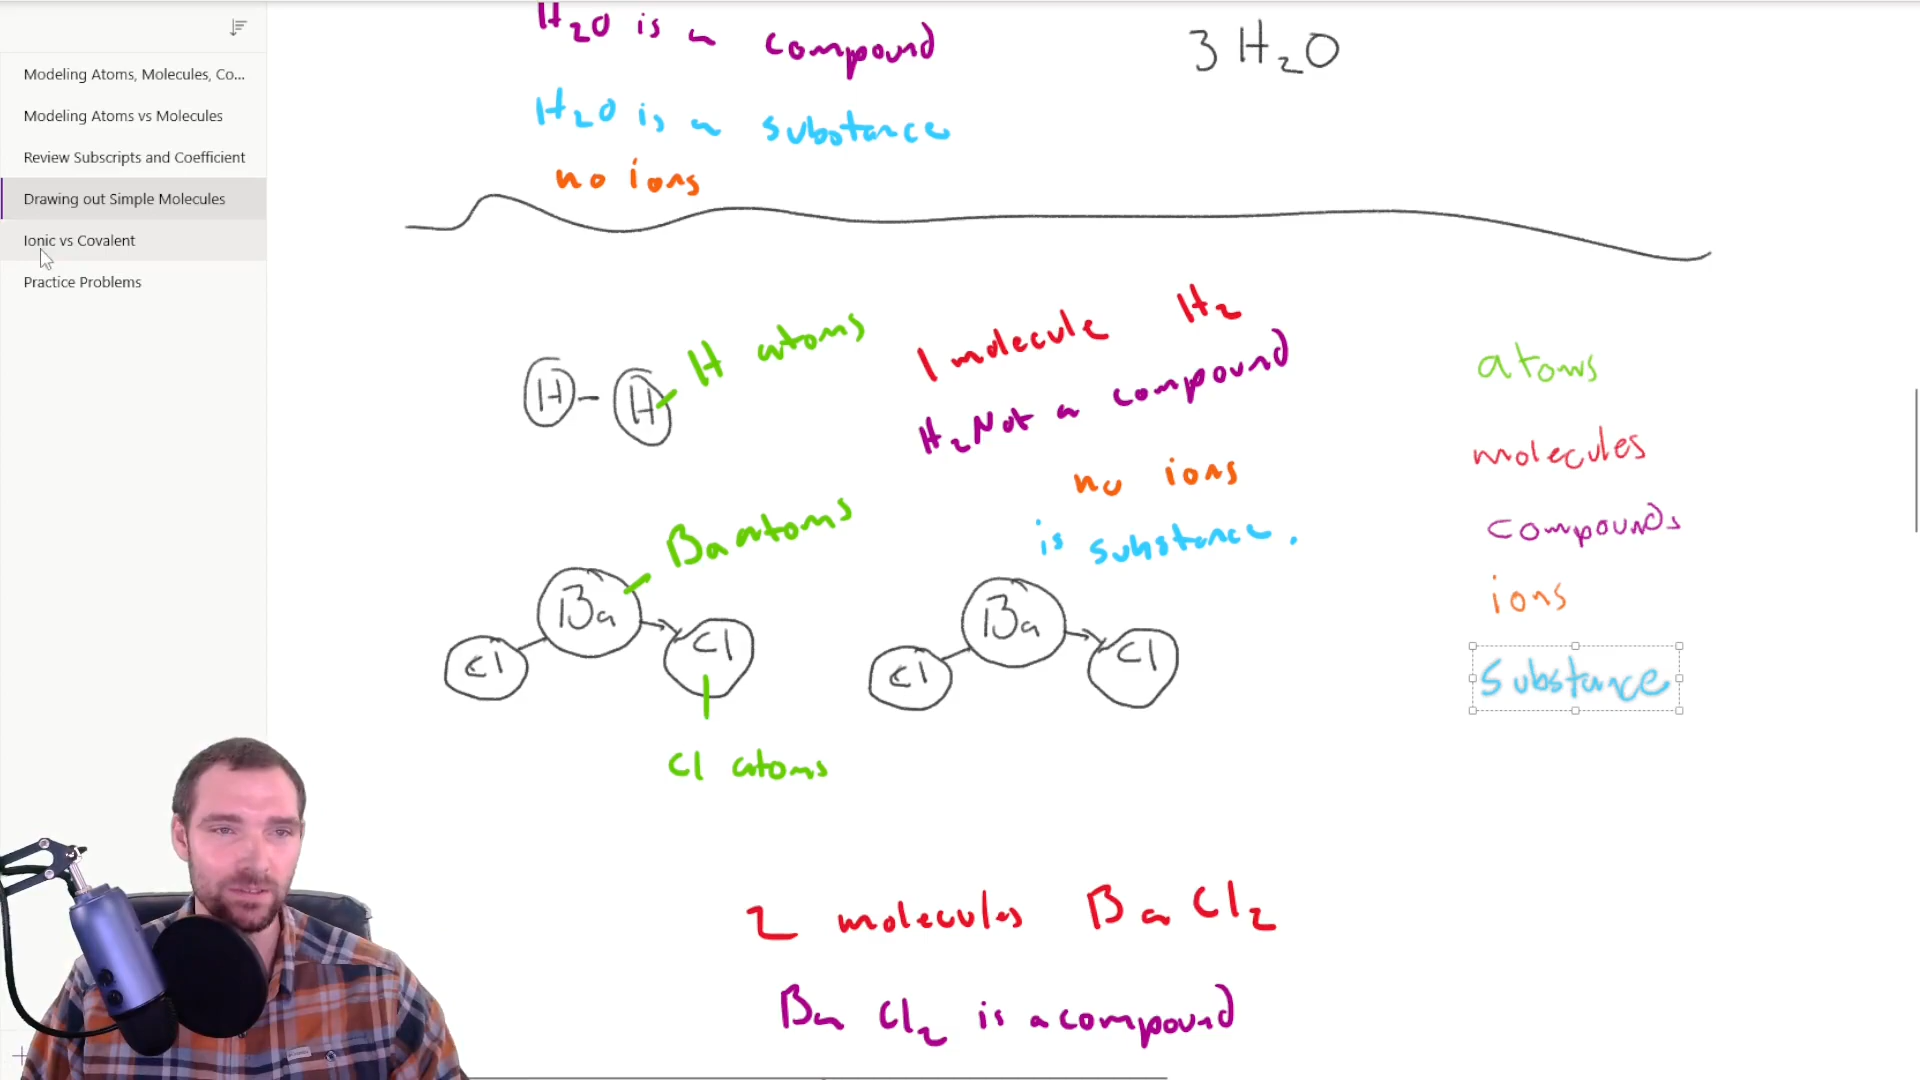 Modeling Atoms, Molecules, Co...
Modeling Atoms vs Molecules
Review Subscripts and Coefficient
Drawing out Simple Molecules
Ionic vs Covalent
Practice Problems
H2O is a compound
3 H2O
H2O is a substance
no ions
H - H
H atoms
1 molecule H2
H2 Not a compound
no ions
is substance.
atoms
molecules
compounds
ions
substance
Ba atoms
Cl Ba Cl
Cl Ba Cl
Cl atoms
2 molecules BaCl2
BaCl2 is a compound